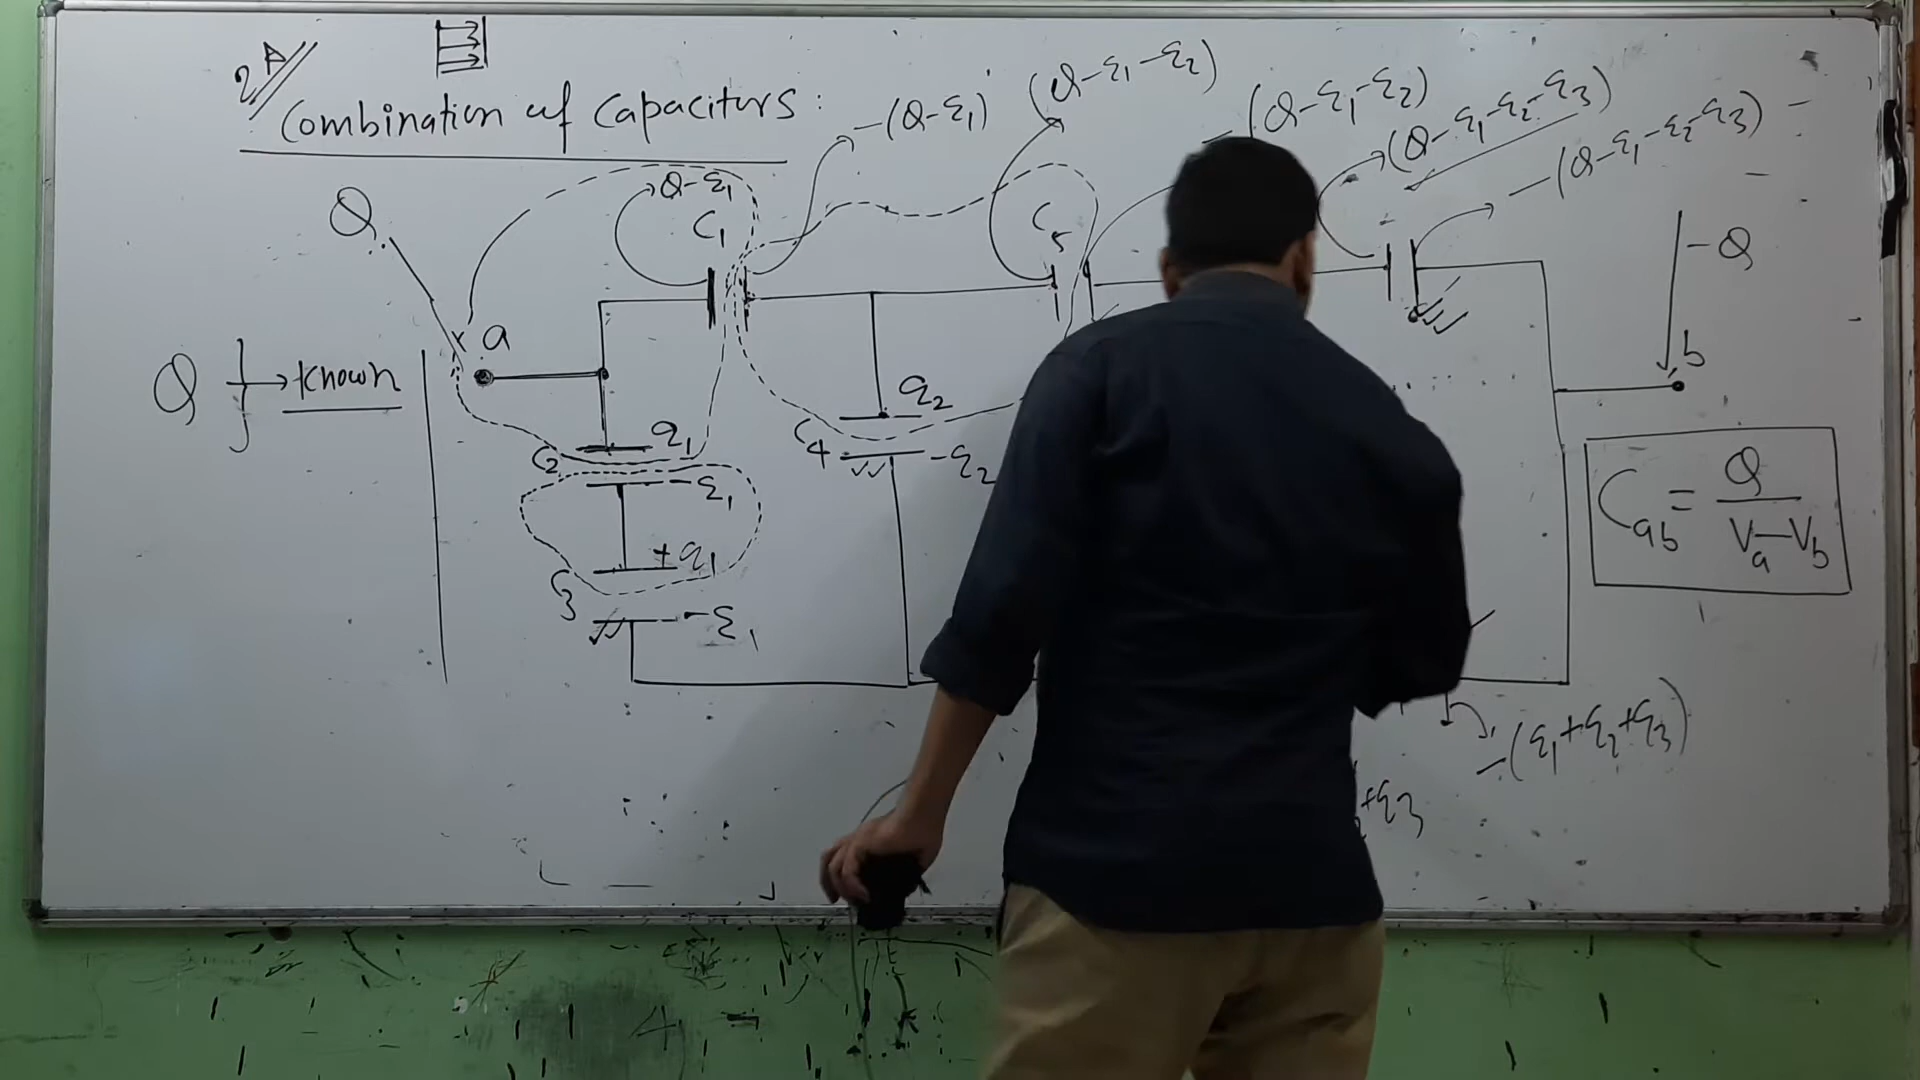 Combination of Capacitors :
Q - q1
-(Q-q1)
(Q-q1-q2)
-(Q-q1-q2)
(Q-q1-q2-q3)
-(Q-q1-q2-q3)
Q
C1
C5
-Q
a
b
Q → known
q1
C2
-q1
+q1
C3
-q1
q2
C4
-q2
Cab = Q / Va-Vb
-(q1+q2+q3)
+q3